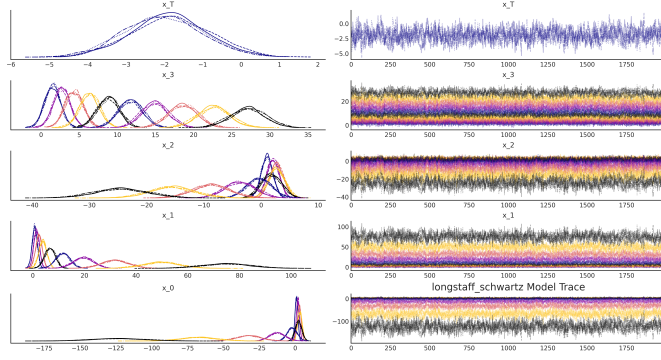 x_T
x_T
−6 −5 −4 −3 −2 −1 0 1 2
0.0
−2.5
−5.0
0 250 500 750 1000 1250 1500 1750
x_3
x_3
0 5 10 15 20 25 30 35
20
0
0 250 500 750 1000 1250 1500 1750
x_2
x_2
−40 −30 −20 −10 0 10
0
−20
−40
0 250 500 750 1000 1250 1500 1750
x_1
x_1
0 20 40 60 80 100
100
50
0
0 250 500 750 1000 1250 1500 1750
x_0
longstaff_schwartz Model Trace
−175 −150 −125 −100 −75 −50 −25 0
0
−100
0 250 500 750 1000 1250 1500 1750